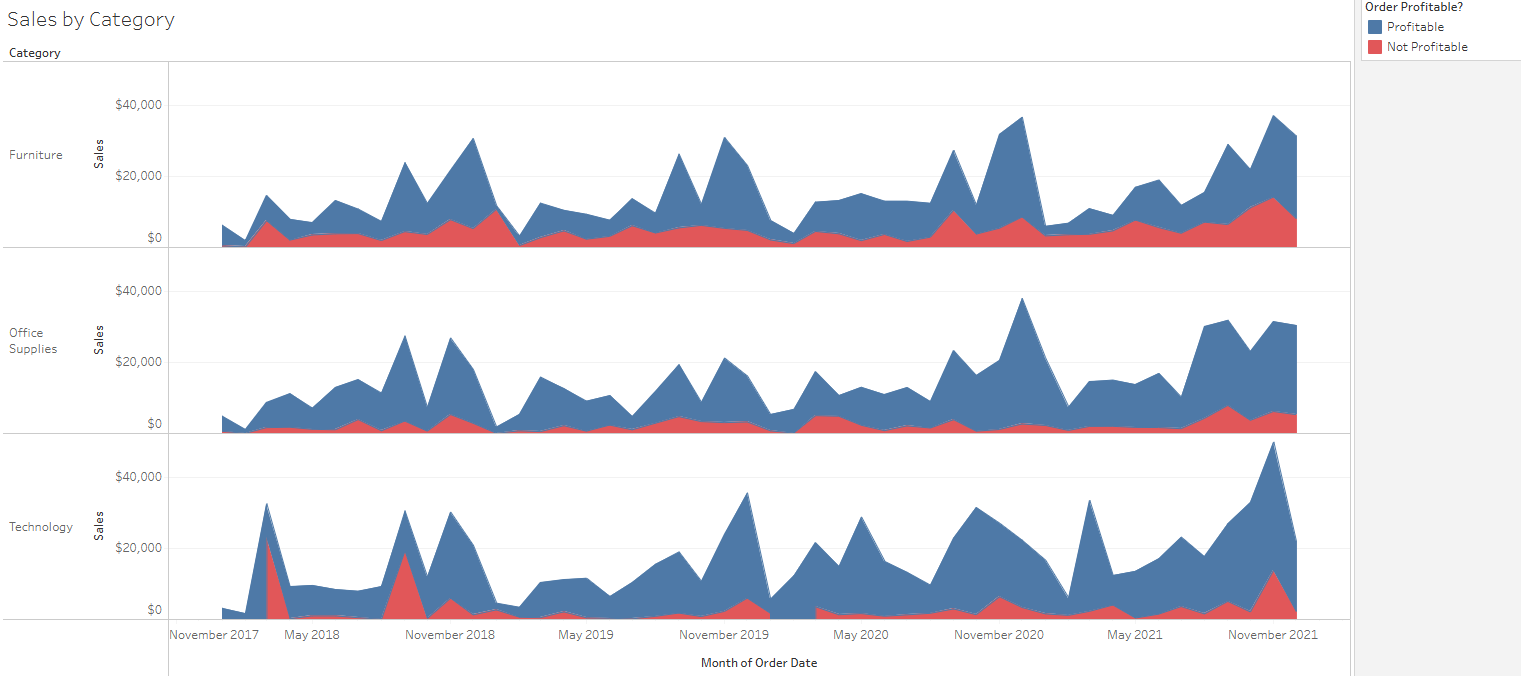 Sales by Category
Category
Furniture
Sales
$40,000
$20,000
$0
Office
Supplies
Sales
$40,000
$20,000
$0
Technology
Sales
$40,000
$20,000
$0
November 2017 May 2018 November 2018 May 2019 November 2019 May 2020 November 2020 May 2021 November 2021
Month of Order Date
Order Profitable?
Profitable
Not Profitable